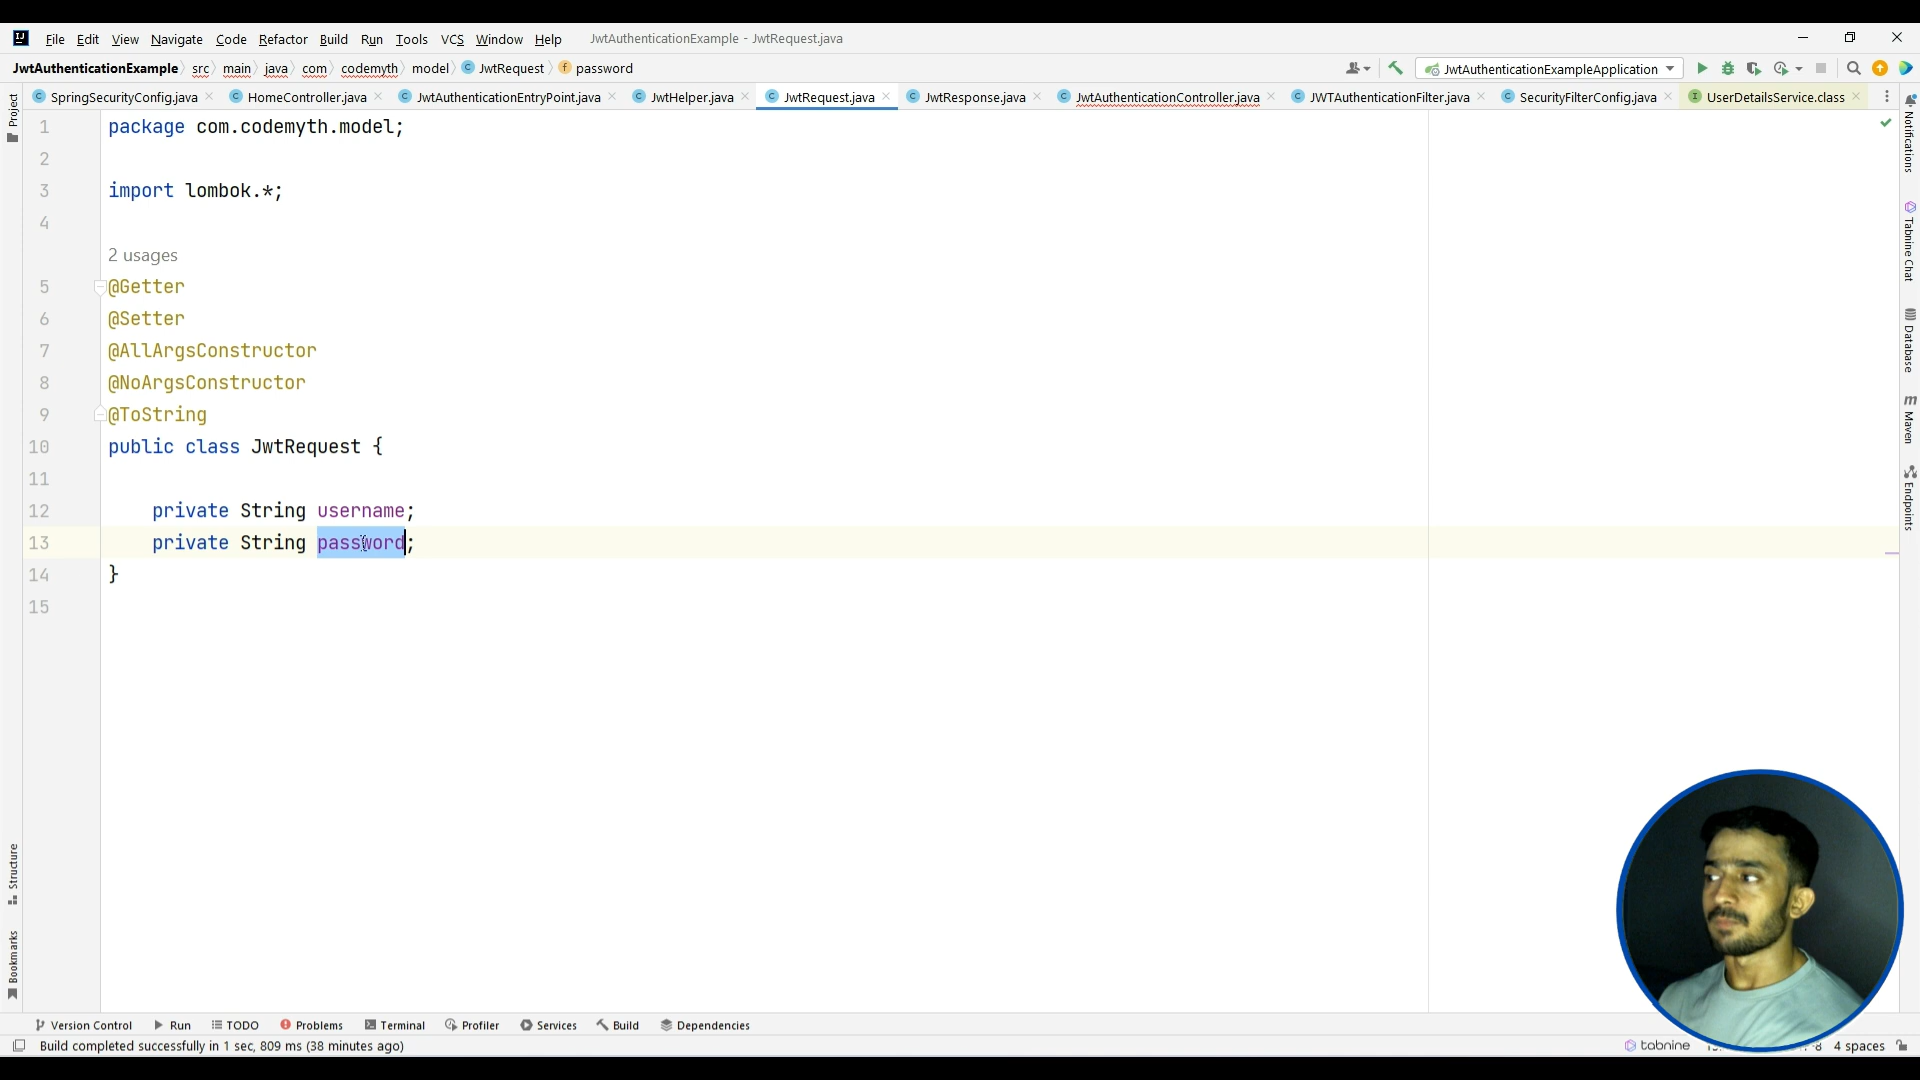 File Edit View Navigate Code Refactor Build Run Tools VCS Window Help JwtAuthenticationExample - JwtRequest.java
JwtAuthenticationExample src main java com codemyth model JwtRequest password JwtAuthenticationExampleApplication
SpringSecurityConfig.java HomeController.java JwtAuthenticationEntryPoint.java JwtHelper.java JwtRequest.java JwtResponse.java JwtAuthenticationController.java JWTAuthenticationFilter.java SecurityFilterConfig.java UserDetailsService.class
Project
1 package com.codemyth.model;
2
3 import lombok.*;
4
2 usages
5 @Getter
6 @Setter
7 @AllArgsConstructor
8 @NoArgsConstructor
9 @ToString
10 public class JwtRequest {
11
12 private String username;
13 private String password;
14 }
15
Structure
Bookmarks
Notifications
Tabnine Chat
Database
Maven
Endpoints
Version Control Run TODO Problems Terminal Profiler Services Build Dependencies
Build completed successfully in 1 sec, 809 ms (38 minutes ago) tabnine 4 spaces